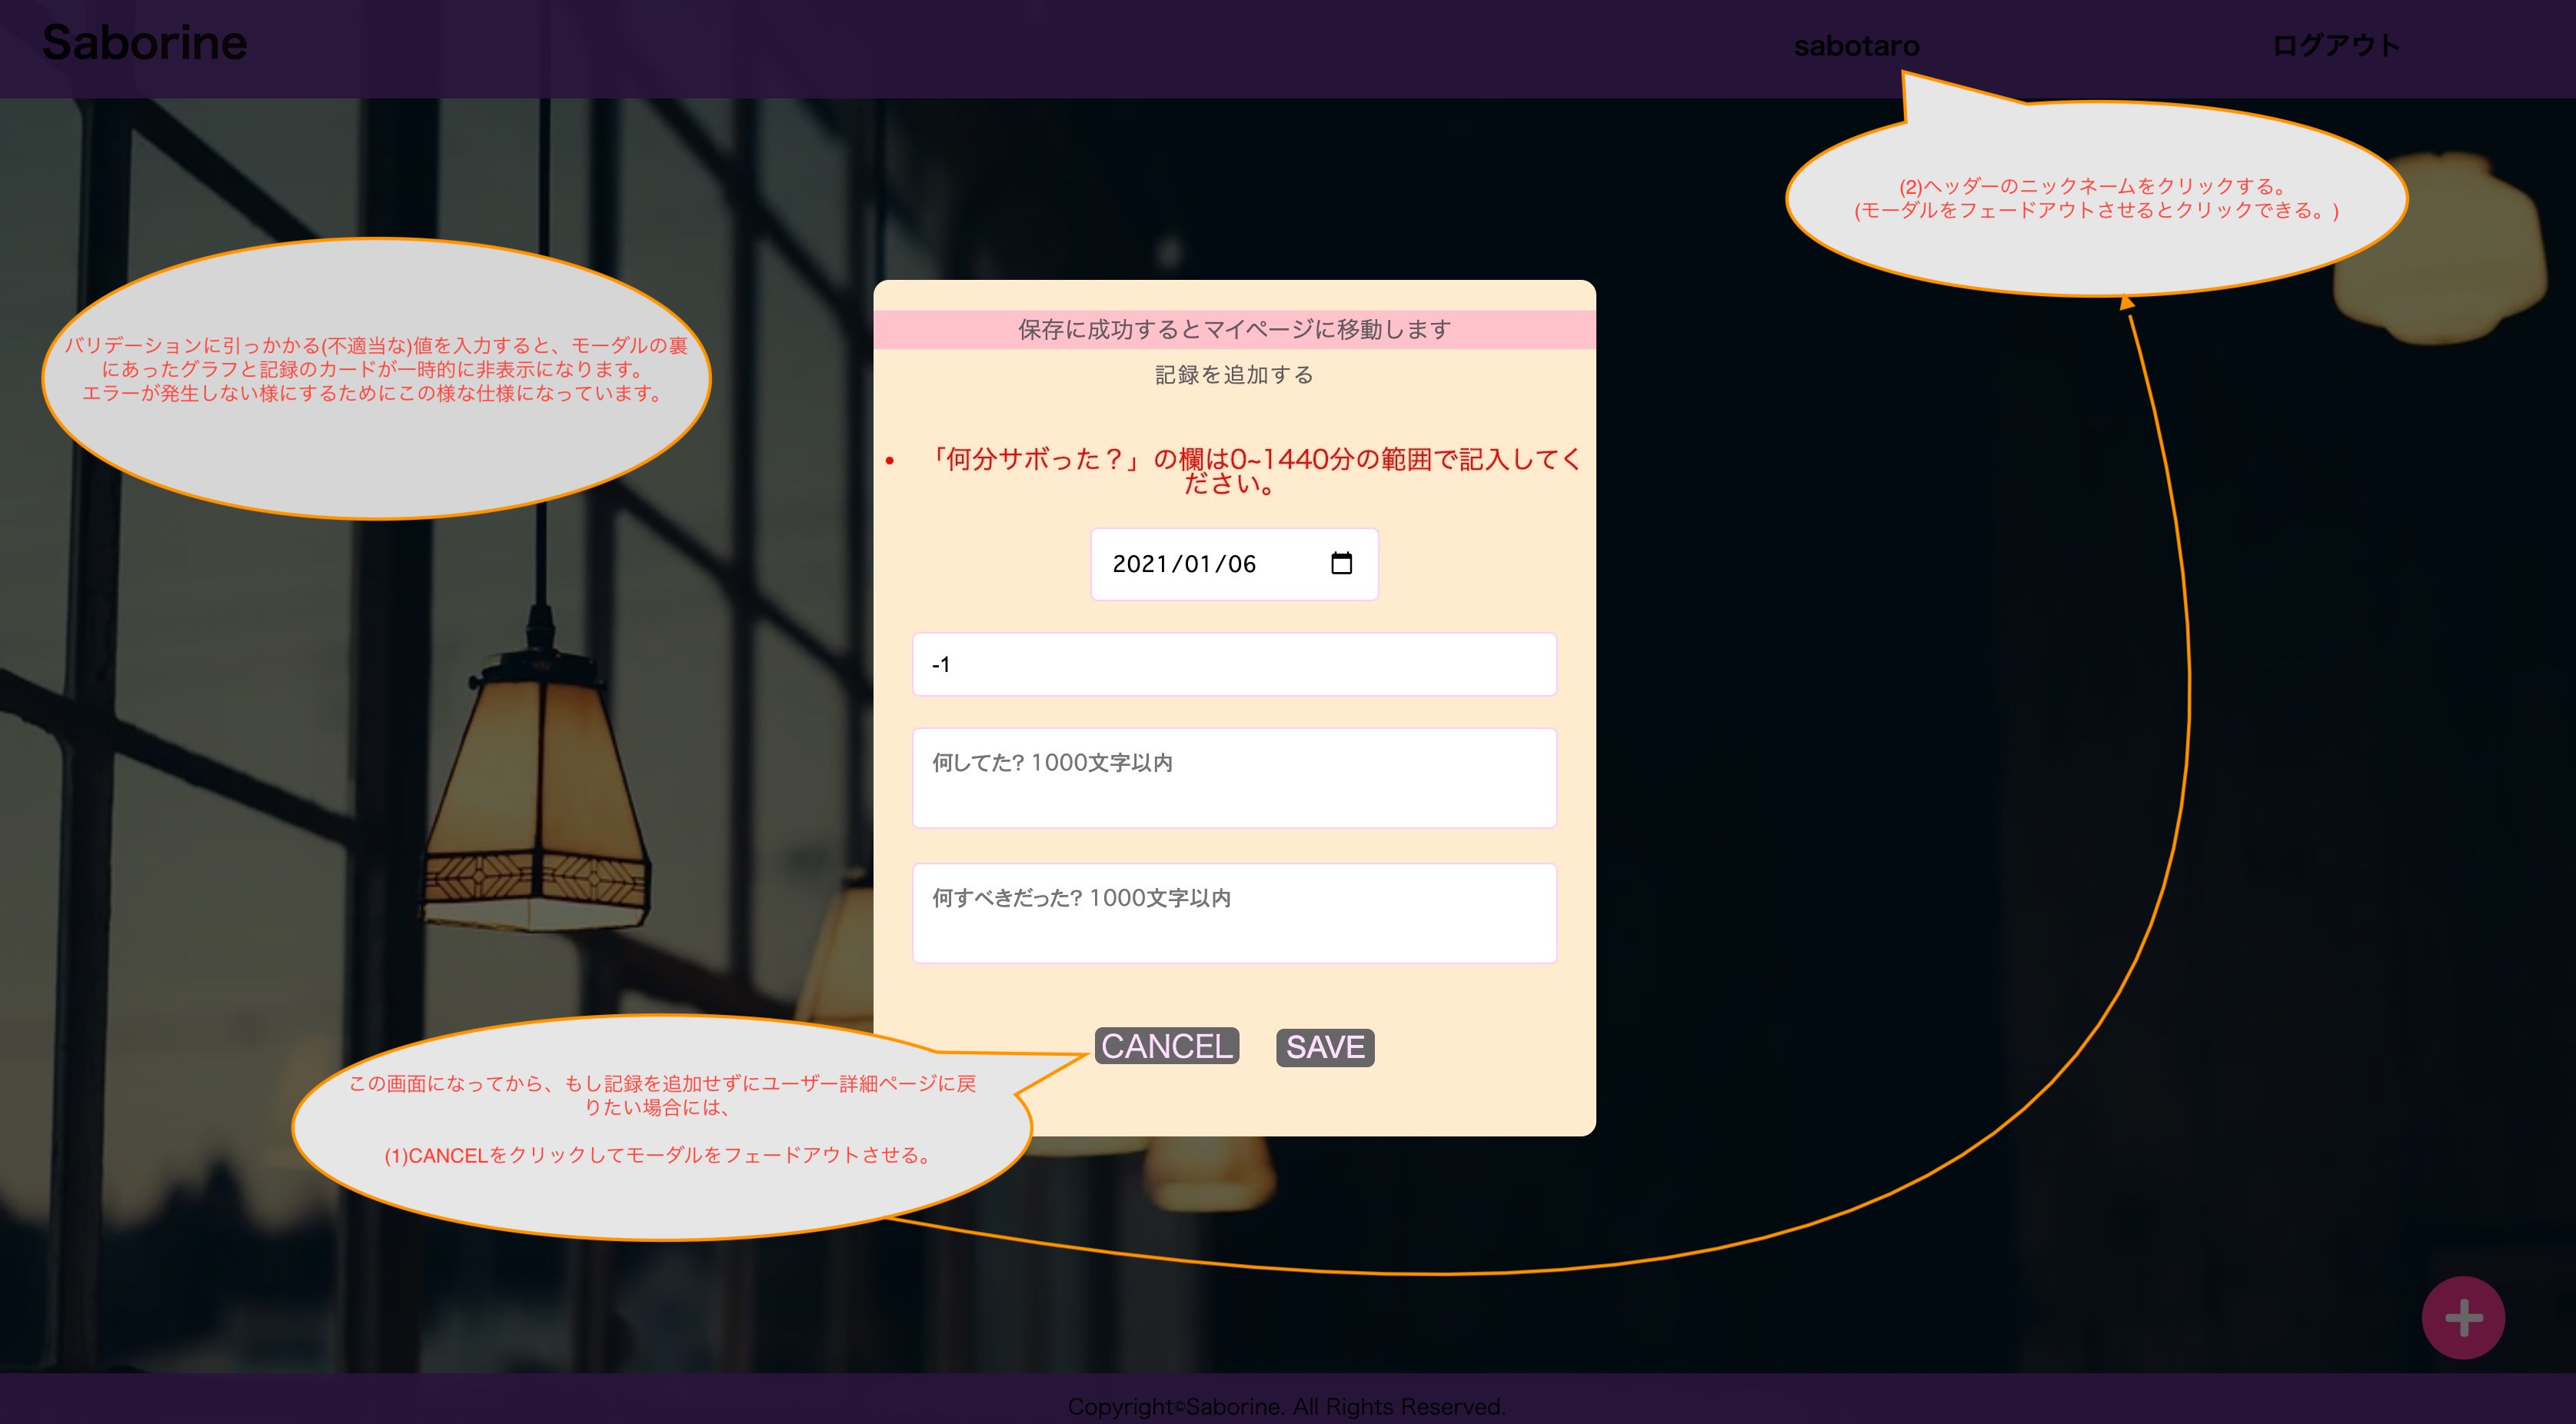 Saborine
sabotaro
ログアウト
(2)ヘッダーのニックネームをクリックする。
(モーダルをフェードアウトさせるとクリックできる。)
バリデーションに引っかかる(不適当な)値を入力すると、モーダルの裏
にあったグラフと記録のカードが一時的に非表示になります。
エラーが発生しない様にするためにこの様な仕様になっています。
保存に成功するとマイページに移動します
記録を追加する
• 「何分サボった？」の欄は0~1440分の範囲で記入してく
ださい。
2021/01/06
-1
何してた? 1000文字以内
何すべきだった? 1000文字以内
CANCEL
SAVE
この画面になってから、もし記録を追加せずにユーザー詳細ページに戻
りたい場合には、
(1)CANCELをクリックしてモーダルをフェードアウトさせる。
Copyright©Saborine. All Rights Reserved.